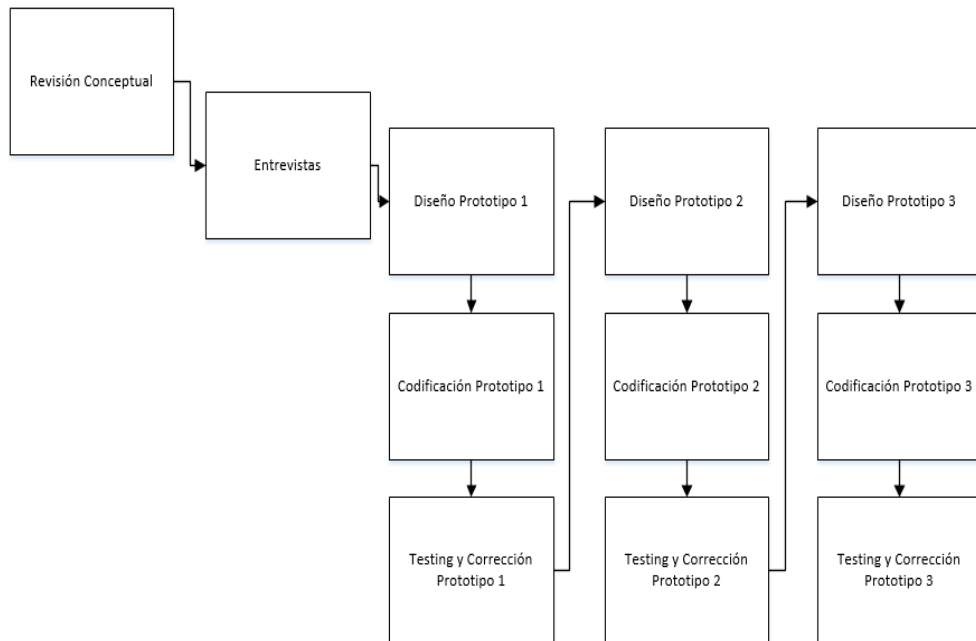 Revisión Conceptual
Entrevistas
Diseño Prototipo 1
Diseño Prototipo 2
Diseño Prototipo 3
Codificación Prototipo 1
Codificación Prototipo 2
Codificación Prototipo 3
Testing y Corrección
Prototipo 1
Testing y Corrección
Prototipo 2
Testing y Corrección
Prototipo 3